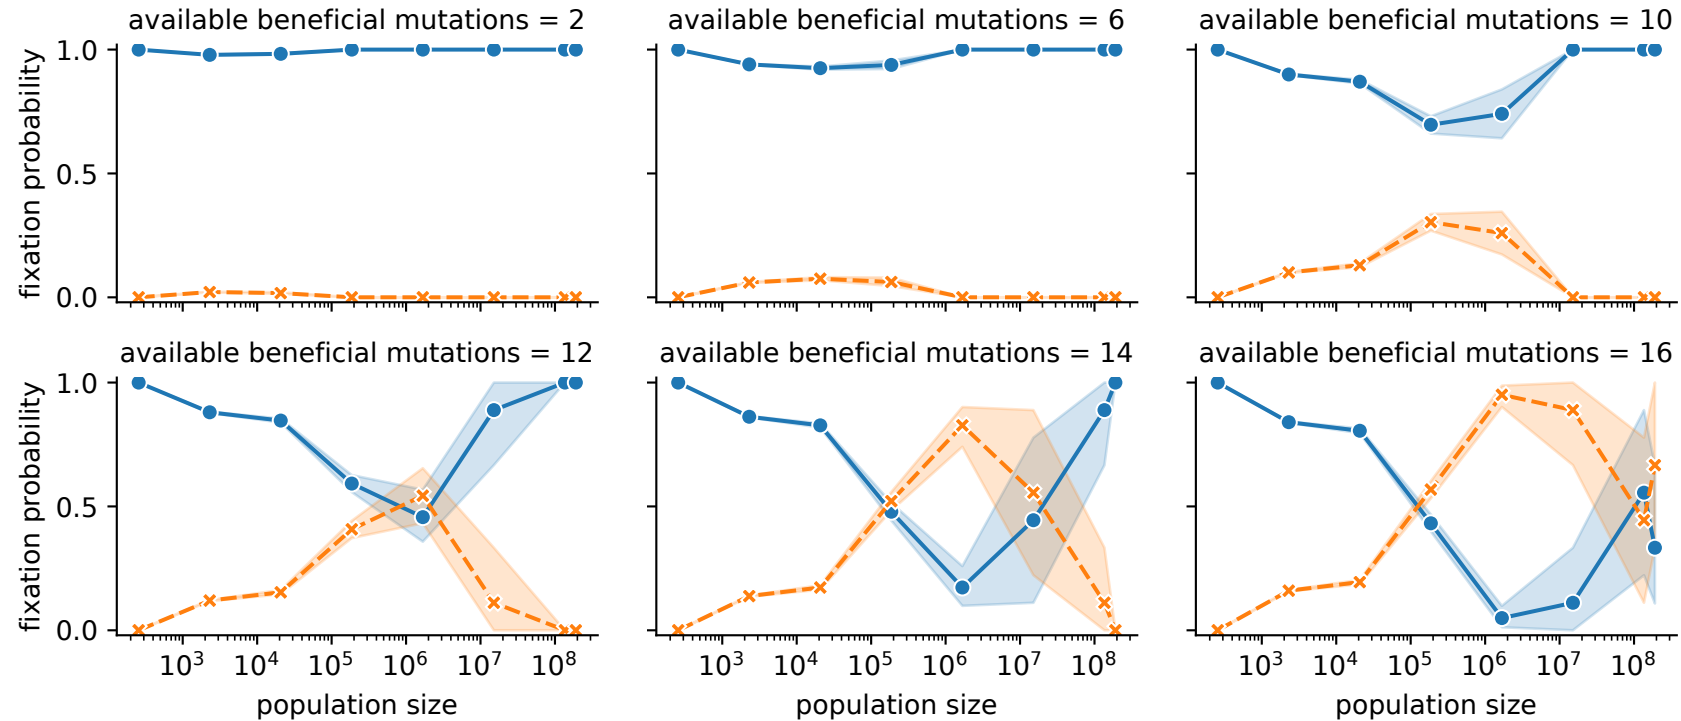 available beneficial mutations = 2
available beneficial mutations = 6
available beneficial mutations = 10
fixation probability
1.0
0.5
0.0
available beneficial mutations = 12
available beneficial mutations = 14
available beneficial mutations = 16
fixation probability
1.0
0.5
0.0
10³ 10⁴ 10⁵ 10⁶ 10⁷ 10⁸
10³ 10⁴ 10⁵ 10⁶ 10⁷ 10⁸
10³ 10⁴ 10⁵ 10⁶ 10⁷ 10⁸
population size
population size
population size